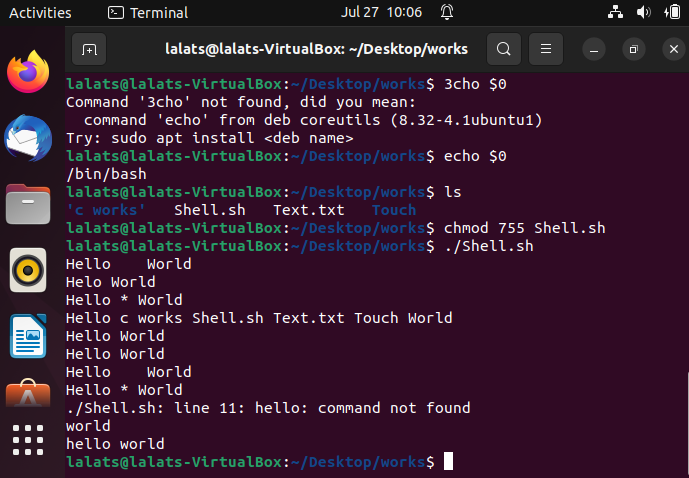 Activities Terminal Jul 27 10:06
lalats@lalats-VirtualBox: ~/Desktop/works
lalats@lalats-VirtualBox:~/Desktop/works$ 3cho $0
Command '3cho' not found, did you mean:
  command 'echo' from deb coreutils (8.32-4.1ubuntu1)
Try: sudo apt install <deb name>
lalats@lalats-VirtualBox:~/Desktop/works$ echo $0
/bin/bash
lalats@lalats-VirtualBox:~/Desktop/works$ ls
'c works'   Shell.sh   Text.txt   Touch
lalats@lalats-VirtualBox:~/Desktop/works$ chmod 755 Shell.sh
lalats@lalats-VirtualBox:~/Desktop/works$ ./Shell.sh
Hello    World
Helo World
Hello * World
Hello c works Shell.sh Text.txt Touch World
Hello World
Hello World
Hello    World
Hello * World
./Shell.sh: line 11: hello: command not found
world
hello world
lalats@lalats-VirtualBox:~/Desktop/works$